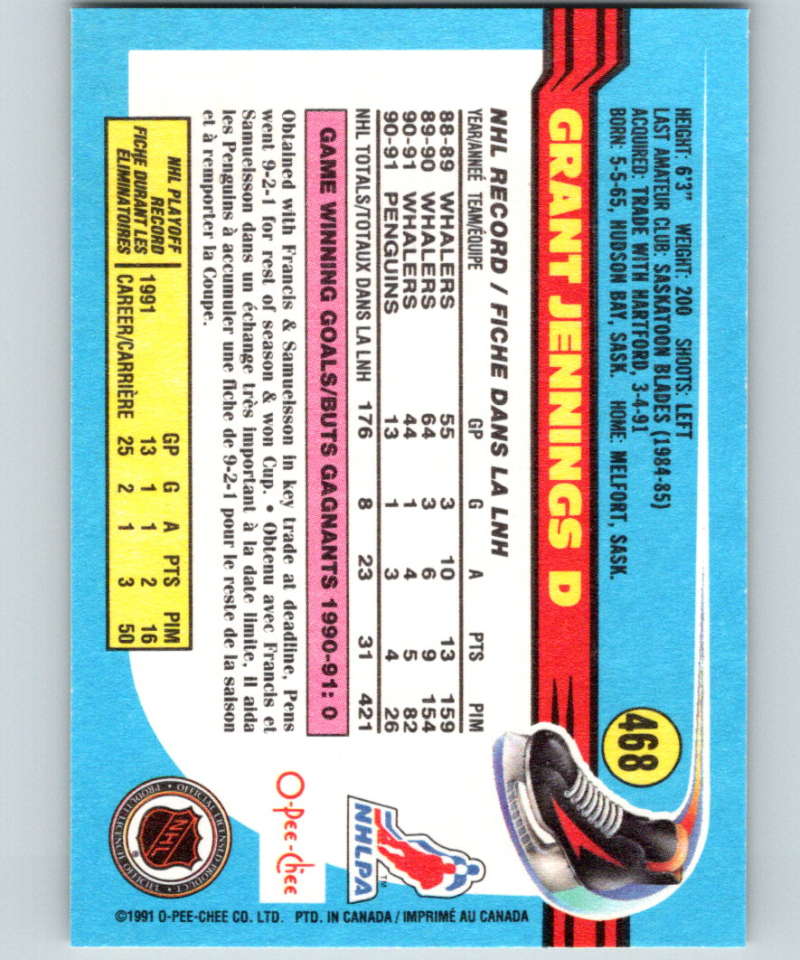 HEIGHT: 6'3" WEIGHT: 200 SHOOTS: LEFT
LAST AMATEUR CLUB: SASKATOON BLADES (1984-85)
ACQUIRED: TRADE WITH HARTFORD, 3-4-91
BORN: 5-5-65, HUDSON BAY, SASK. HOME: MELFORT, SASK.
468
GRANT JENNINGS D
NHL RECORD / FICHE DANS LA LNH
YEAR/ANNÉE TEAM/ÉQUIPE GP G A PTS PIM
88-89 WHALERS 55 3 10 13 159
89-90 WHALERS 64 3 6 9 154
90-91 WHALERS 44 1 4 5 82
90-91 PENGUINS 13 1 3 4 26
NHL TOTALS/TOTAUX DANS LA LNH 176 8 23 31 421
GAME WINNING GOALS/BUTS GAGNANTS 1990-91: 0
Obtained with Francis & Samuelsson in key trade at deadline, Pens
went 9-2-1 for rest of season & won Cup. • Obtenu avec Francis et
Samuelsson dans un échange très important à la date limite, il aida
les Penguins à accumuler une fiche de 9-2-1 pour le reste de la saison
et à remporter la Coupe.
NHL PLAYOFF
RECORD
FICHE DURANT LES
ÉLIMINATOIRES
GP G A PTS PIM
1991 13 1 1 2 16
CAREER/CARRIÈRE 25 2 1 3 50
NHLPA
TM
O-Pee-Chee
NHL
OFFICIAL LICENSED PRODUCT
PRODUIT LICENCIÉ OFFICIEL
®
©1991 O-PEE-CHEE CO. LTD. PTD. IN CANADA / IMPRIMÉ AU CANADA